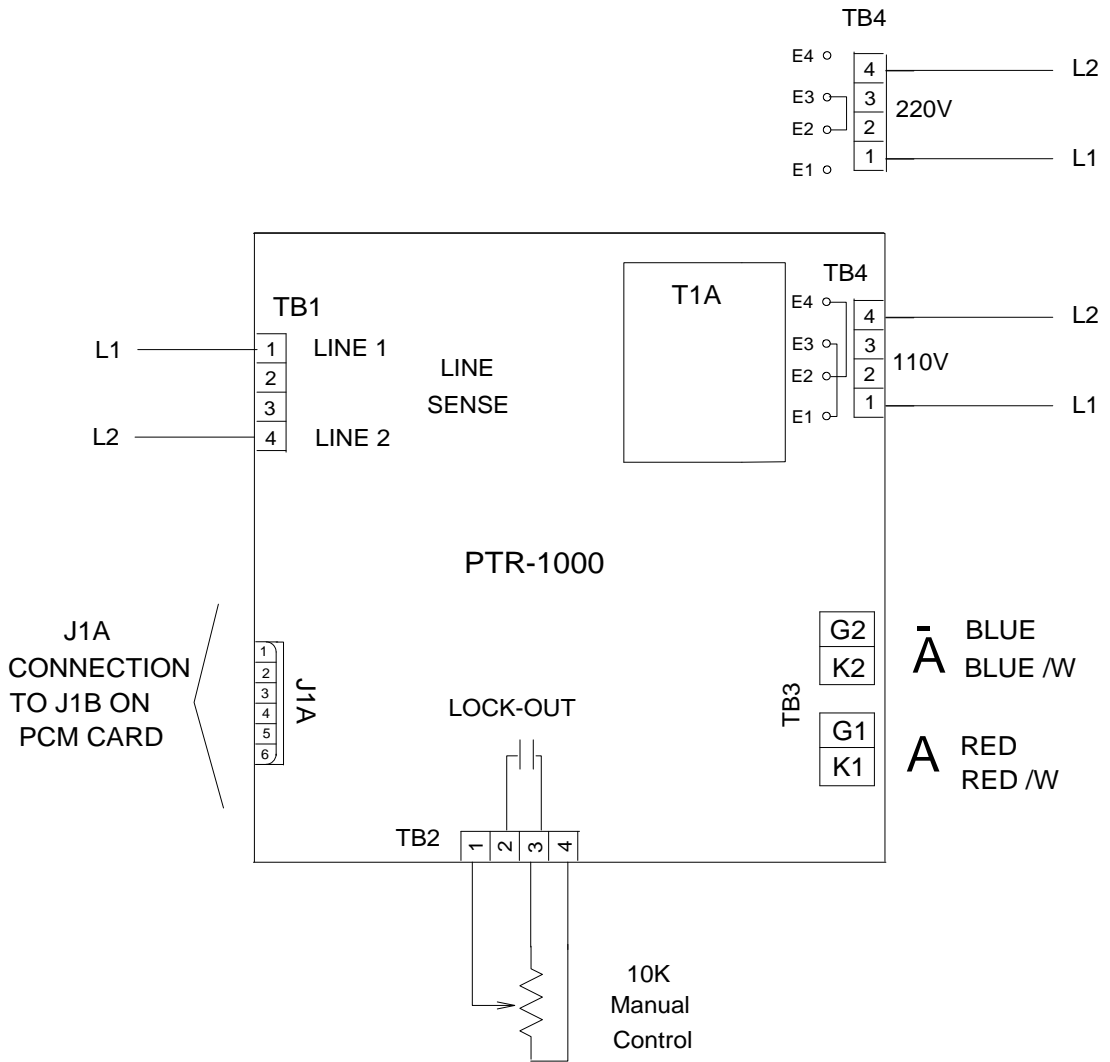 TB4
E4
4
L2
E3
3
220V
E2
2
E1
1
L1
TB1
L1
1
LINE 1
2
3
L2
4
LINE 2
LINE
SENSE
T1A
TB4
E4
4
L2
E3
3
110V
E2
2
E1
1
L1
PTR-1000
J1A
CONNECTION
TO J1B ON
PCM CARD
1
2
3
4
5
6
J1A
LOCK-OUT
TB2
1
2
3
4
10K
Manual
Control
TB3
G2
K2
Ā
BLUE
BLUE /W
G1
K1
A
RED
RED /W